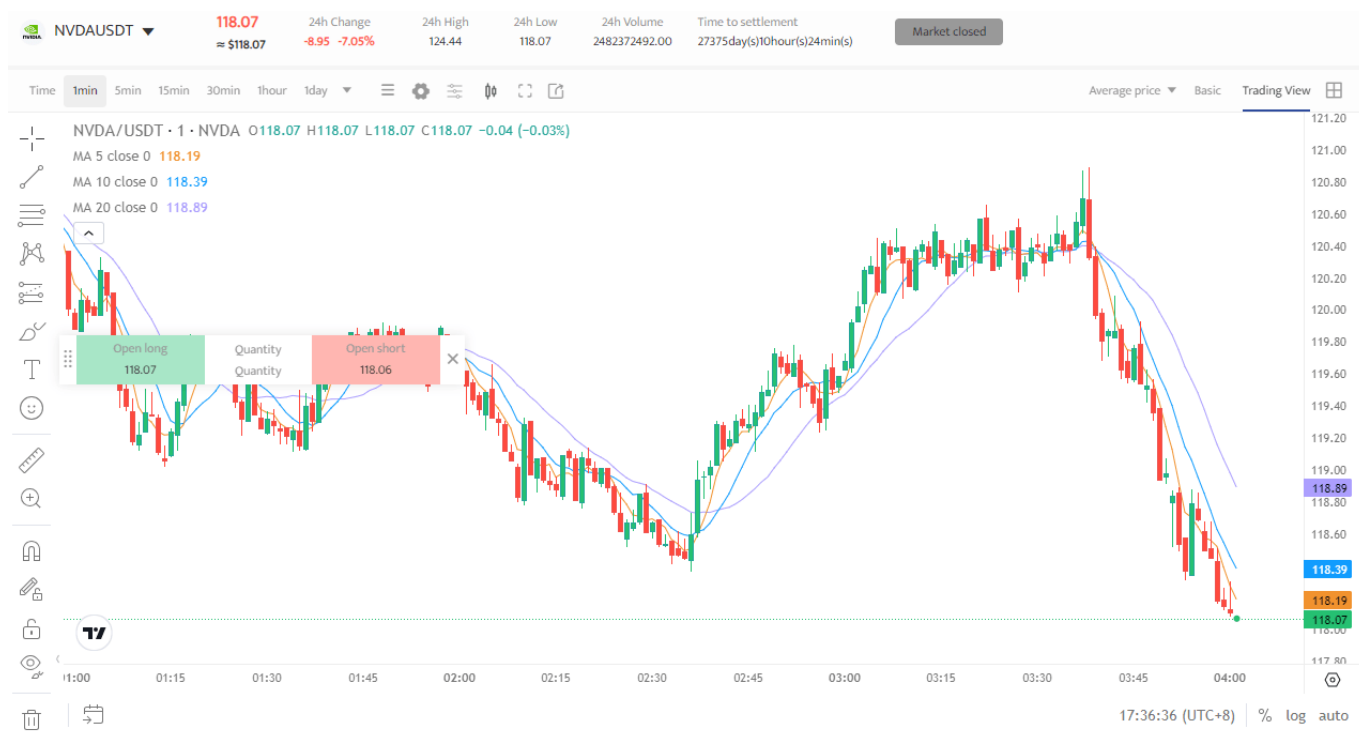 NVIDIA
NVDAUSDT
118.07
≈ $118.07
24h Change
-8.95 -7.05%
24h High
124.44
24h Low
118.07
24h Volume
2482372492.00
Time to settlement
27375day(s)10hour(s)24min(s)
Market closed
Time 1min 5min 15min 30min 1hour 1day
Average price Basic Trading View
NVDA/USDT · 1 · NVDA O118.07 H118.07 L118.07 C118.07 −0.04 (−0.03%)
MA 5 close 0 118.19
MA 10 close 0 118.39
MA 20 close 0 118.89
Open long
118.07
Quantity
Quantity
Open short
118.06
121.20
121.00
120.80
120.60
120.40
120.20
120.00
119.80
119.60
119.40
119.20
119.00
118.89
118.80
118.60
118.39
118.19
118.07
118.00
117.80
1:00 01:15 01:30 01:45 02:00 02:15 02:30 02:45 03:00 03:15 03:30 03:45 04:00
17:36:36 (UTC+8) % log auto